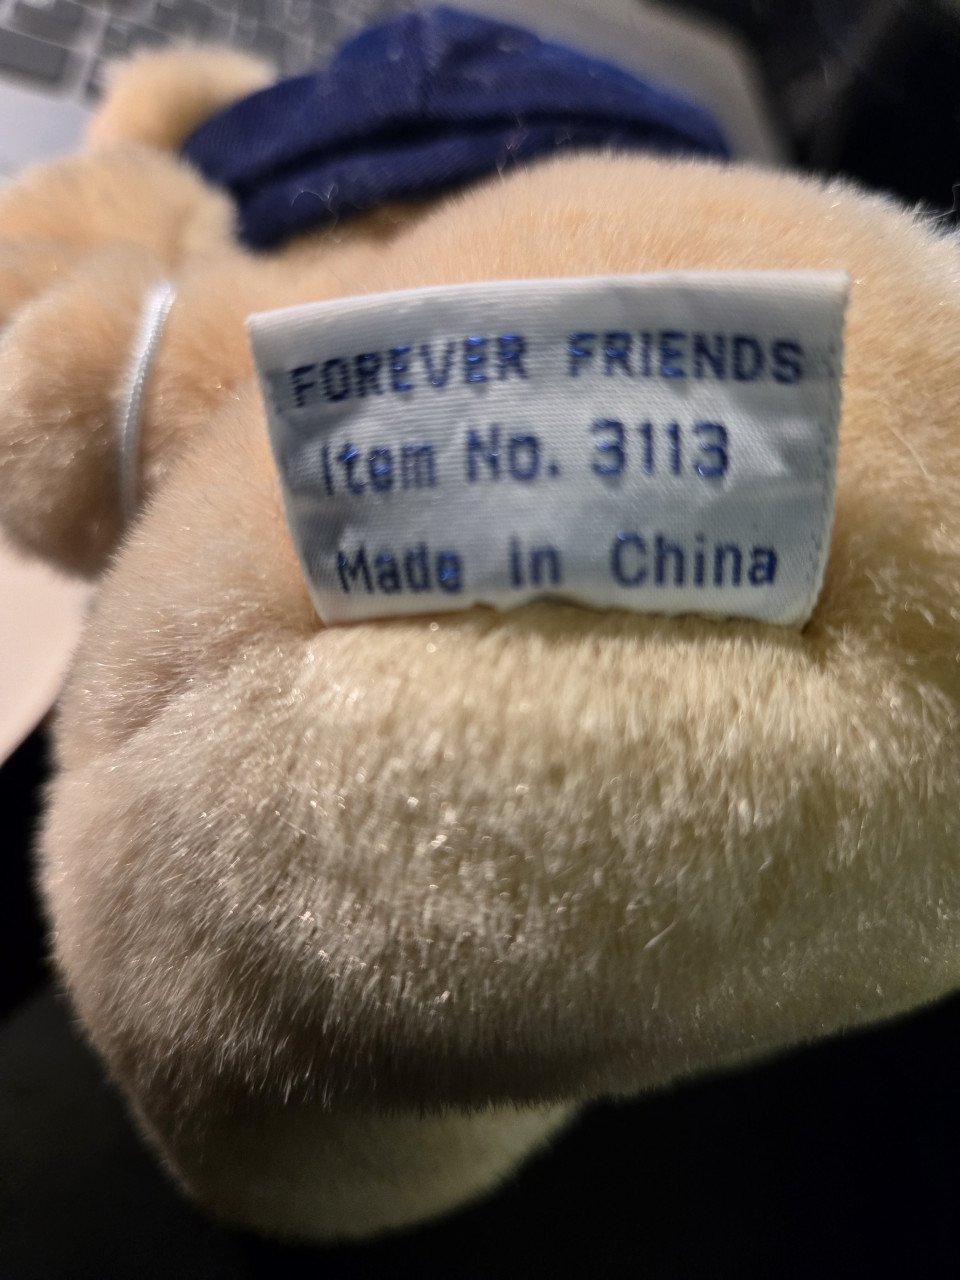 FOREVER FRIENDS
Item No. 3113
Made in China